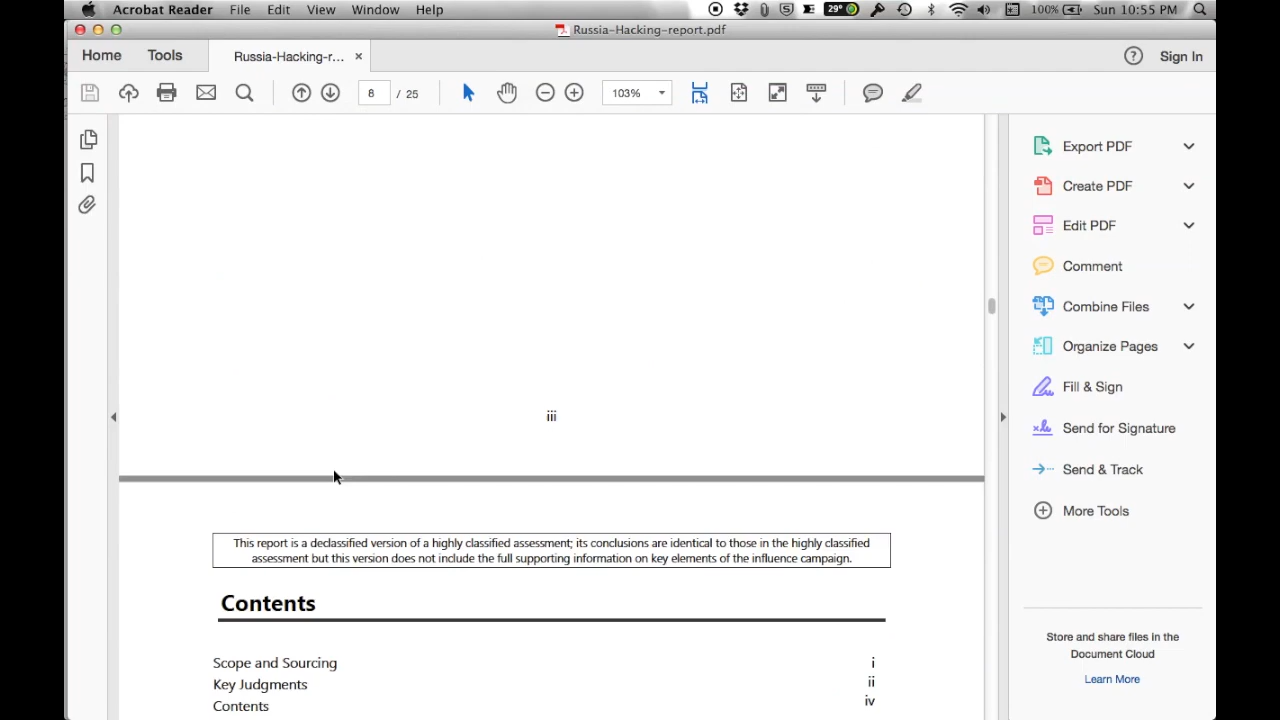 Acrobat Reader File Edit View Window Help 29° 100% Sun 10:55 PM
Russia-Hacking-report.pdf
Home Tools Russia-Hacking-r... × ? Sign In
8 / 25 103%
Export PDF
Create PDF
Edit PDF
Comment
Combine Files
Organize Pages
Fill & Sign
Send for Signature
Send & Track
More Tools
Store and share files in the
Document Cloud
Learn More
iii
This report is a declassified version of a highly classified assessment; its conclusions are identical to those in the highly classified
assessment but this version does not include the full supporting information on key elements of the influence campaign.
Contents
Scope and Sourcing i
Key Judgments ii
Contents iv